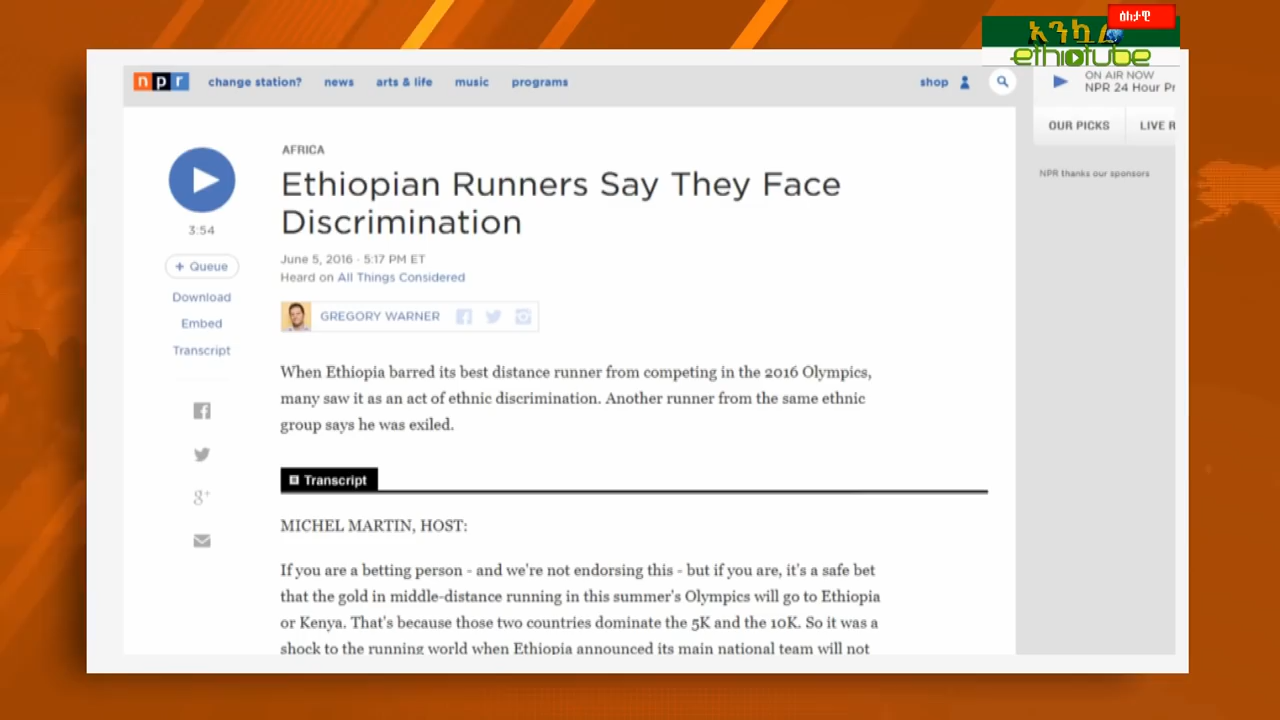 ዕለታዊ
እንኳር
ethiotube
npr change station? news arts & life music programs shop
ON AIR NOW
NPR 24 Hour Pr
OUR PICKS LIVE R
NPR thanks our sponsors
AFRICA
Ethiopian Runners Say They Face
Discrimination
3:54
June 5, 2016 · 5:17 PM ET
Heard on All Things Considered
+ Queue
Download
Embed
Transcript
GREGORY WARNER
When Ethiopia barred its best distance runner from competing in the 2016 Olympics,
many saw it as an act of ethnic discrimination. Another runner from the same ethnic
group says he was exiled.
Transcript
MICHEL MARTIN, HOST:
If you are a betting person - and we're not endorsing this - but if you are, it's a safe bet
that the gold in middle-distance running in this summer's Olympics will go to Ethiopia
or Kenya. That's because those two countries dominate the 5K and the 10K. So it was a
shock to the running world when Ethiopia announced its main national team will not